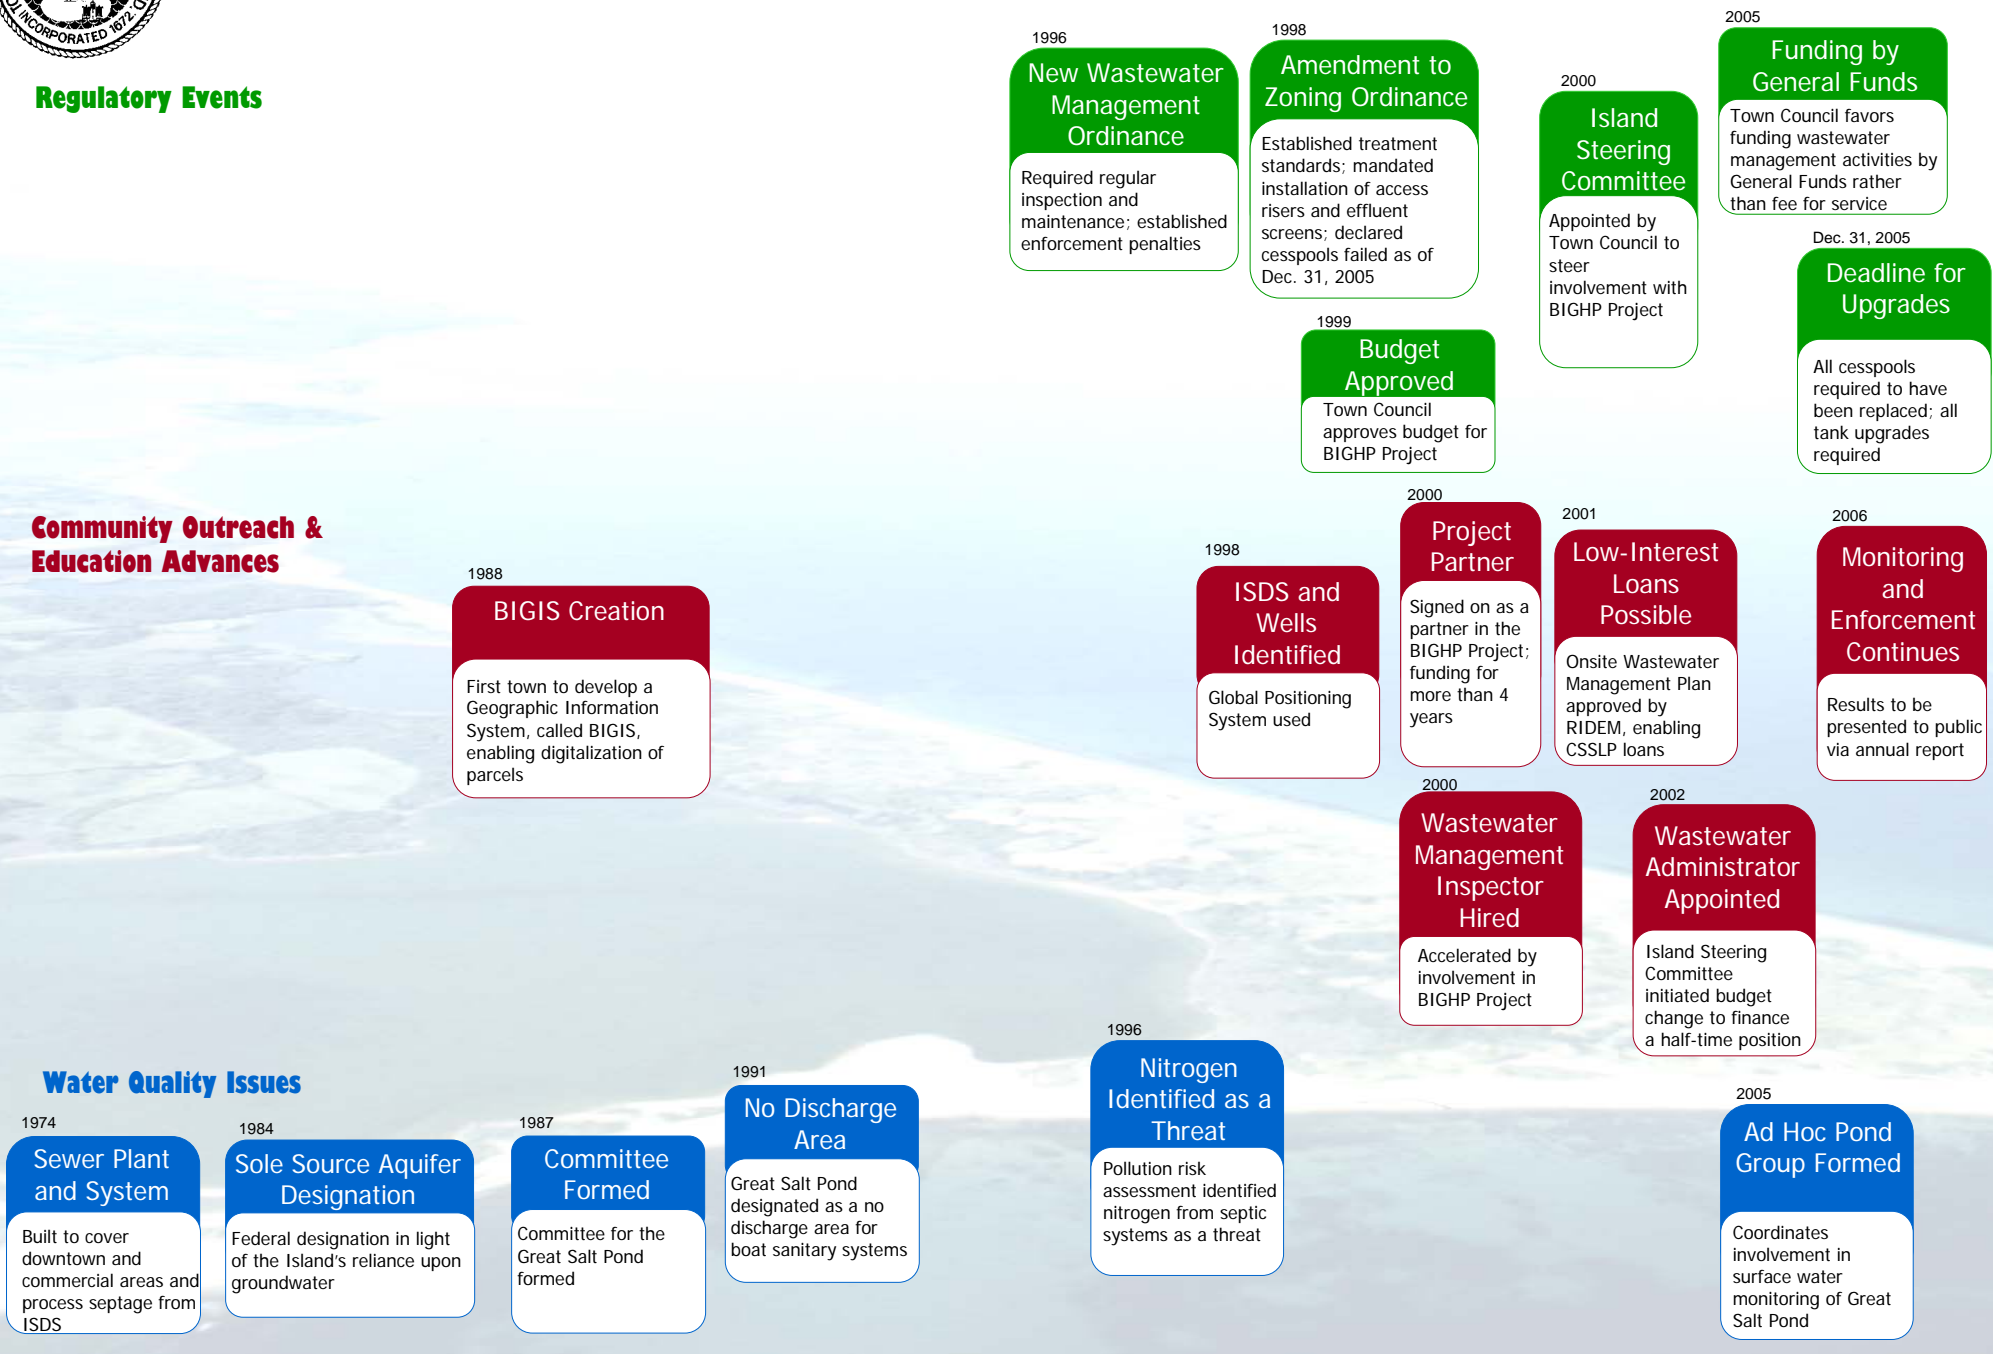 INCORPORATED 1672.
Regulatory Events
1996
New Wastewater
Management
Ordinance
Required regular
inspection and
maintenance; established
enforcement penalties
1998
Amendment to
Zoning Ordinance
Established treatment
standards; mandated
installation of access
risers and effluent
screens; declared
cesspools failed as of
Dec. 31, 2005
2000
Island
Steering
Committee
Appointed by
Town Council to
steer
involvement with
BIGHP Project
2005
Funding by
General Funds
Town Council favors
funding wastewater
management activities by
General Funds rather
than fee for service
Dec. 31, 2005
Deadline for
Upgrades
All cesspools
required to have
been replaced; all
tank upgrades
required
1999
Budget
Approved
Town Council
approves budget for
BIGHP Project
Community Outreach &
Education Advances
1988
BIGIS Creation
First town to develop a
Geographic Information
System, called BIGIS,
enabling digitalization of
parcels
1998
ISDS and
Wells
Identified
Global Positioning
System used
2000
Project
Partner
Signed on as a
partner in the
BIGHP Project;
funding for
more than 4
years
2001
Low-Interest
Loans
Possible
Onsite Wastewater
Management Plan
approved by
RIDEM, enabling
CSSLP loans
2006
Monitoring
and
Enforcement
Continues
Results to be
presented to public
via annual report
2000
Wastewater
Management
Inspector
Hired
Accelerated by
involvement in
BIGHP Project
2002
Wastewater
Administrator
Appointed
Island Steering
Committee
initiated budget
change to finance
a half-time position
Water Quality Issues
1974
Sewer Plant
and System
Built to cover
downtown and
commercial areas and
process septage from
ISDS
1984
Sole Source Aquifer
Designation
Federal designation in light
of the Island's reliance upon
groundwater
1987
Committee
Formed
Committee for the
Great Salt Pond
formed
1991
No Discharge
Area
Great Salt Pond
designated as a no
discharge area for
boat sanitary systems
1996
Nitrogen
Identified as a
Threat
Pollution risk
assessment identified
nitrogen from septic
systems as a threat
2005
Ad Hoc Pond
Group Formed
Coordinates
involvement in
surface water
monitoring of Great
Salt Pond